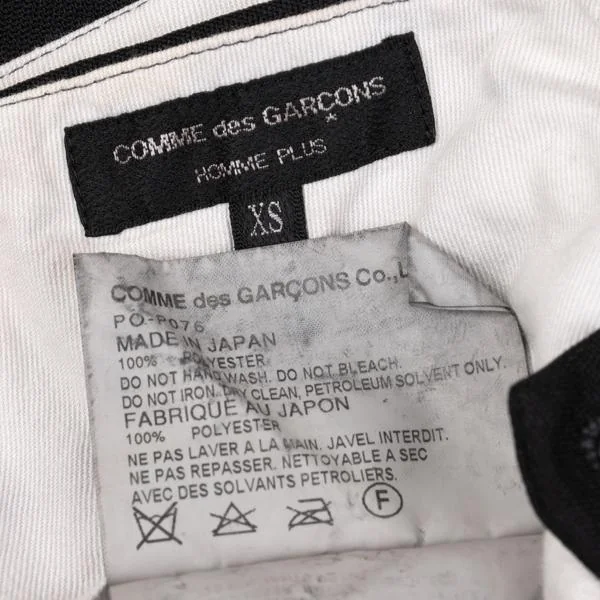 COMME des GARÇONS
HOMME PLUS
XS
COMME des GARÇONS Co.,L
PO-P076
MADE IN JAPAN
100% POLYESTER
DO NOT HAND WASH. DO NOT BLEACH.
DO NOT IRON. DRY CLEAN, PETROLEUM SOLVENT ONLY.
FABRIQUÉ AU JAPON
100% POLYESTER
NE PAS LAVER A LA MAIN. JAVEL INTERDIT.
NE PAS REPASSER. NETTOYABLE A SEC
AVEC DES SOLVANTS PETROLIERS.
F